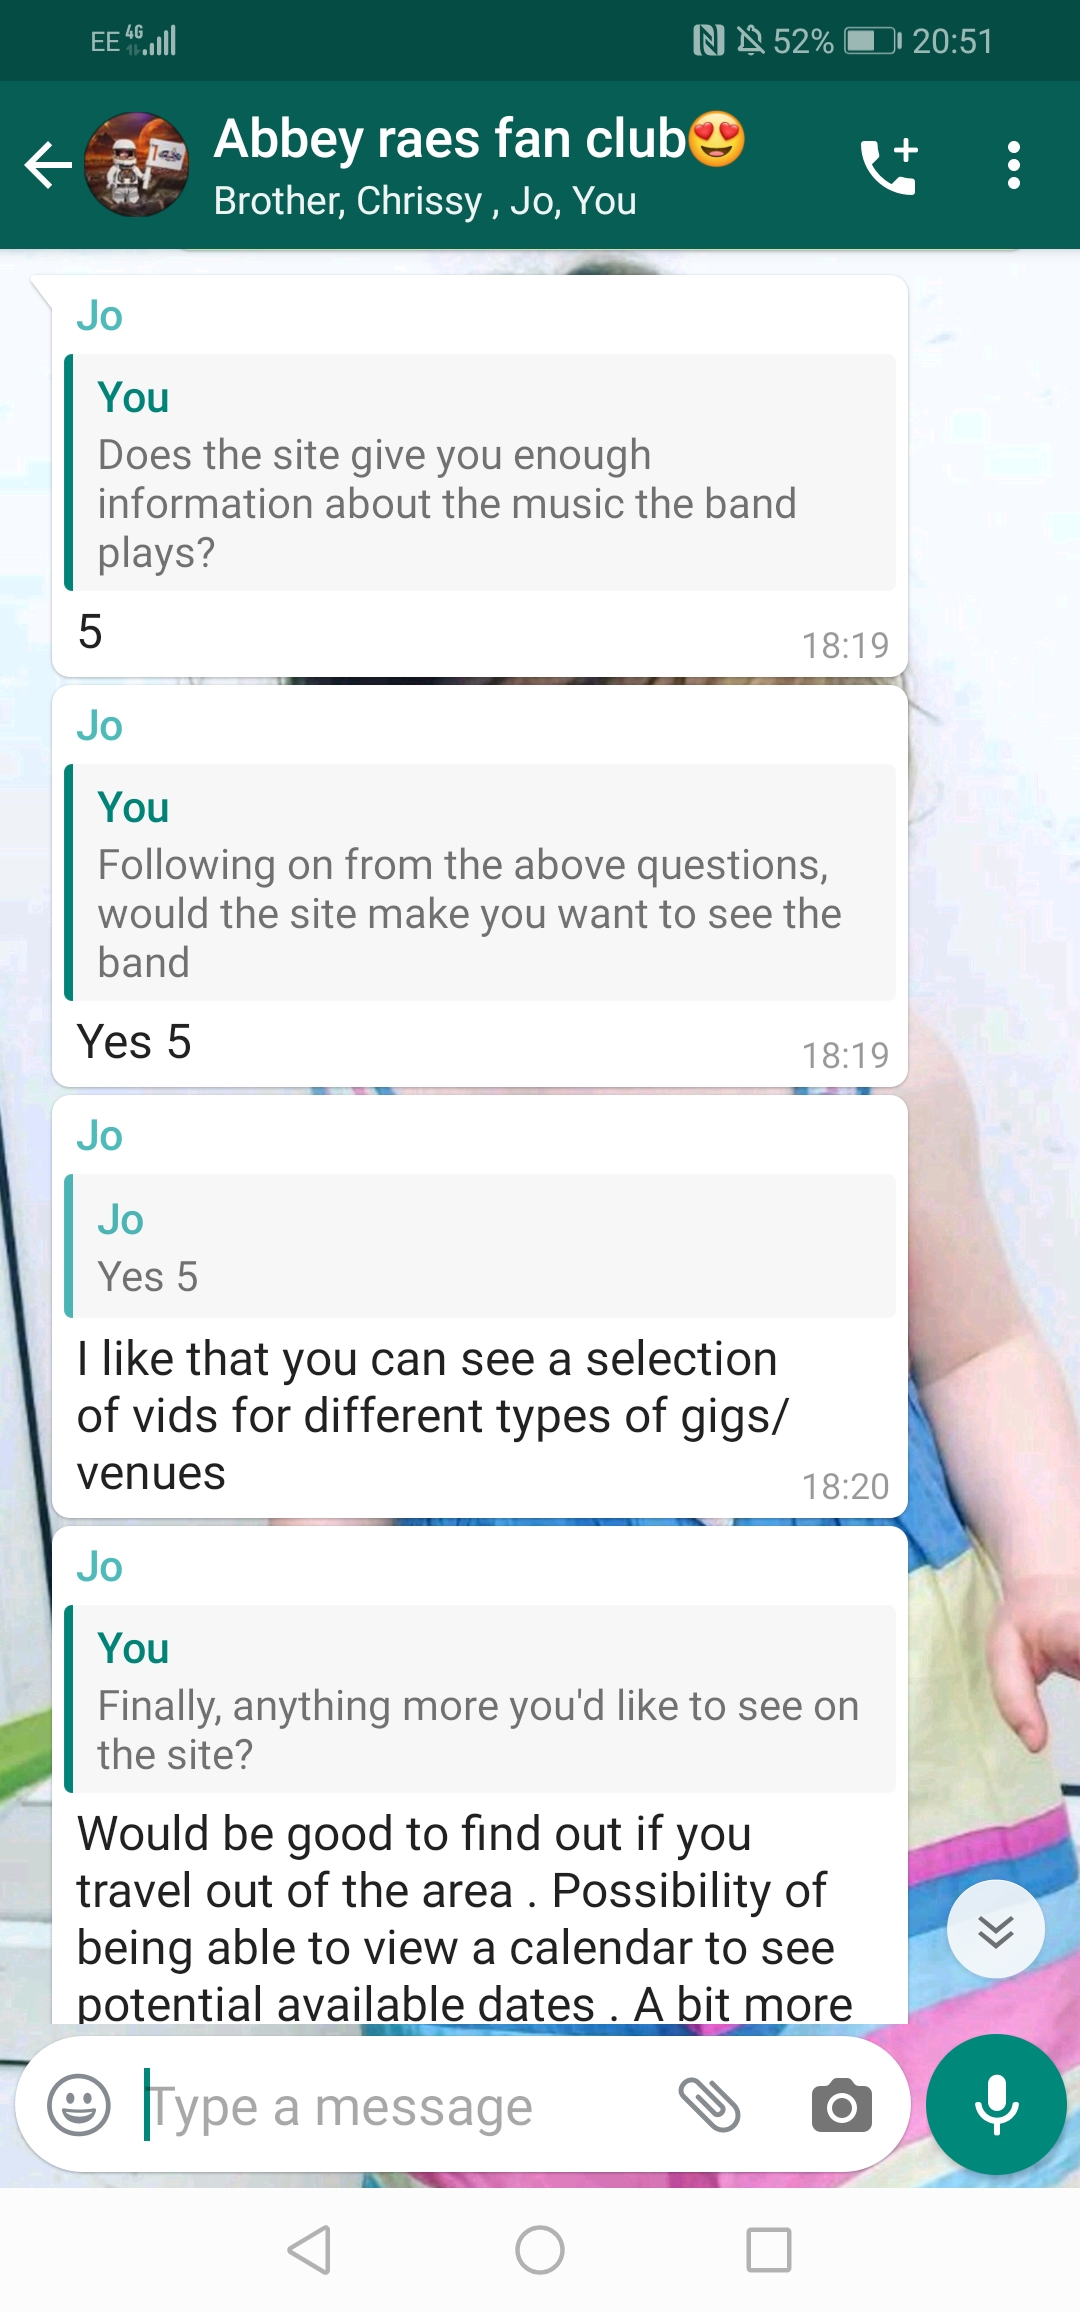 EE 4G 52% 20:51
Abbey raes fan club😍
Brother, Chrissy , Jo, You
Jo
You
Does the site give you enough
information about the music the band
plays?
5
18:19
Jo
You
Following on from the above questions,
would the site make you want to see the
band
Yes 5
18:19
Jo
Jo
Yes 5
I like that you can see a selection
of vids for different types of gigs/
venues
18:20
Jo
You
Finally, anything more you'd like to see on
the site?
Would be good to find out if you
travel out of the area . Possibility of
being able to view a calendar to see
potential available dates . A bit more
Type a message